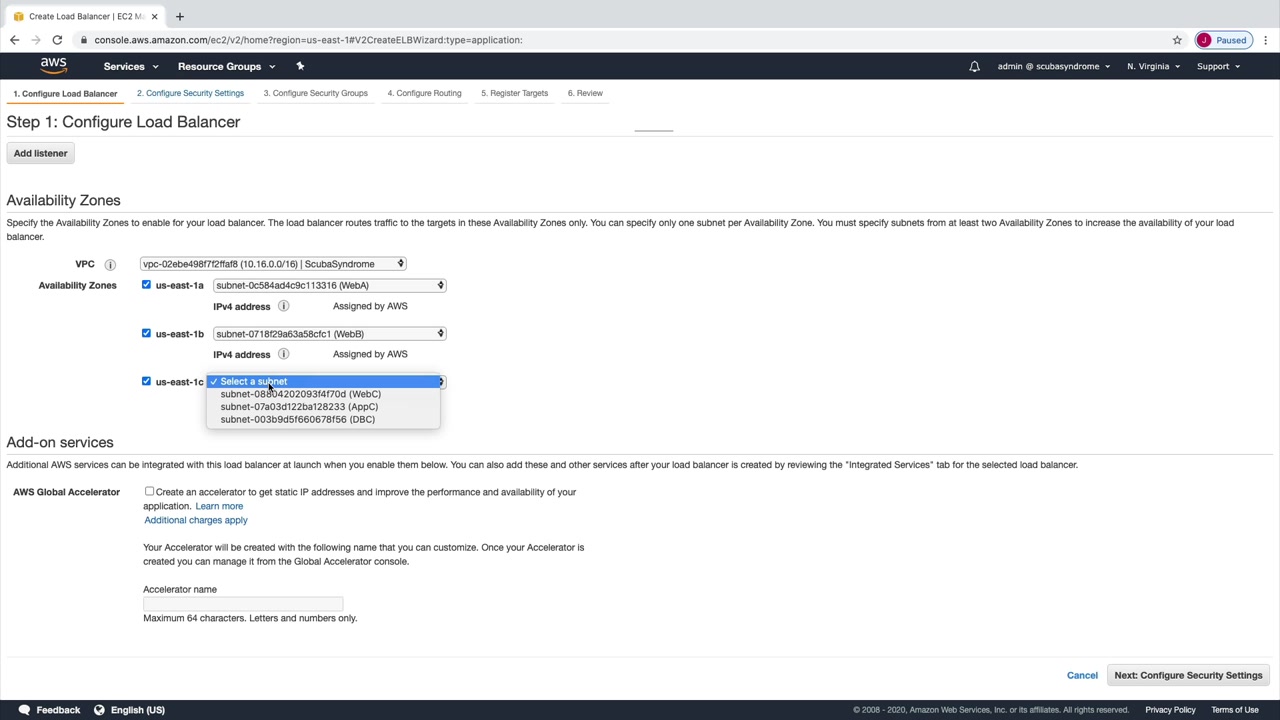 Create Load Balancer | EC2 Ma
console.aws.amazon.com/ec2/v2/home?region=us-east-1#V2CreateELBWizard:type=application:
J Paused
aws Services Resource Groups admin @ scubasyndrome N. Virginia Support
1. Configure Load Balancer 2. Configure Security Settings 3. Configure Security Groups 4. Configure Routing 5. Register Targets 6. Review
Step 1: Configure Load Balancer
Add listener
Availability Zones
Specify the Availability Zones to enable for your load balancer. The load balancer routes traffic to the targets in these Availability Zones only. You can specify only one subnet per Availability Zone. You must specify subnets from at least two Availability Zones to increase the availability of your load
balancer.
VPC i vpc-02ebe498f7f2ffaf8 (10.16.0.0/16) | ScubaSyndrome
Availability Zones us-east-1a subnet-0c584ad4c9c113316 (WebA)
IPv4 address i Assigned by AWS
us-east-1b subnet-0718f29a63a58cfc1 (WebB)
IPv4 address i Assigned by AWS
us-east-1c ✓ Select a subnet
subnet-08804202093f4f70d (WebC)
subnet-07a03d122ba128233 (AppC)
subnet-003b9d5f660678f56 (DBC)
Add-on services
Additional AWS services can be integrated with this load balancer at launch when you enable them below. You can also add these and other services after your load balancer is created by reviewing the "Integrated Services" tab for the selected load balancer.
AWS Global Accelerator Create an accelerator to get static IP addresses and improve the performance and availability of your
application. Learn more
Additional charges apply
Your Accelerator will be created with the following name that you can customize. Once your Accelerator is
created you can manage it from the Global Accelerator console.
Accelerator name
Maximum 64 characters. Letters and numbers only.
Cancel Next: Configure Security Settings
Feedback English (US) © 2008 - 2020, Amazon Web Services, Inc. or its affiliates. All rights reserved. Privacy Policy Terms of Use